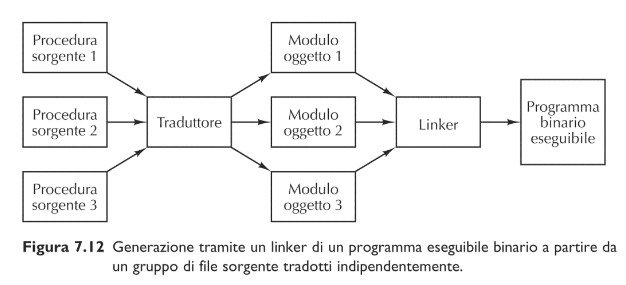 Procedura
sorgente 1
Modulo
oggetto 1
Procedura
sorgente 2
Traduttore
Modulo
oggetto 2
Linker
Programma
binario
eseguibile
Procedura
sorgente 3
Modulo
oggetto 3
Figura 7.12 Generazione tramite un linker di un programma eseguibile binario a partire da
un gruppo di file sorgente tradotti indipendentemente.